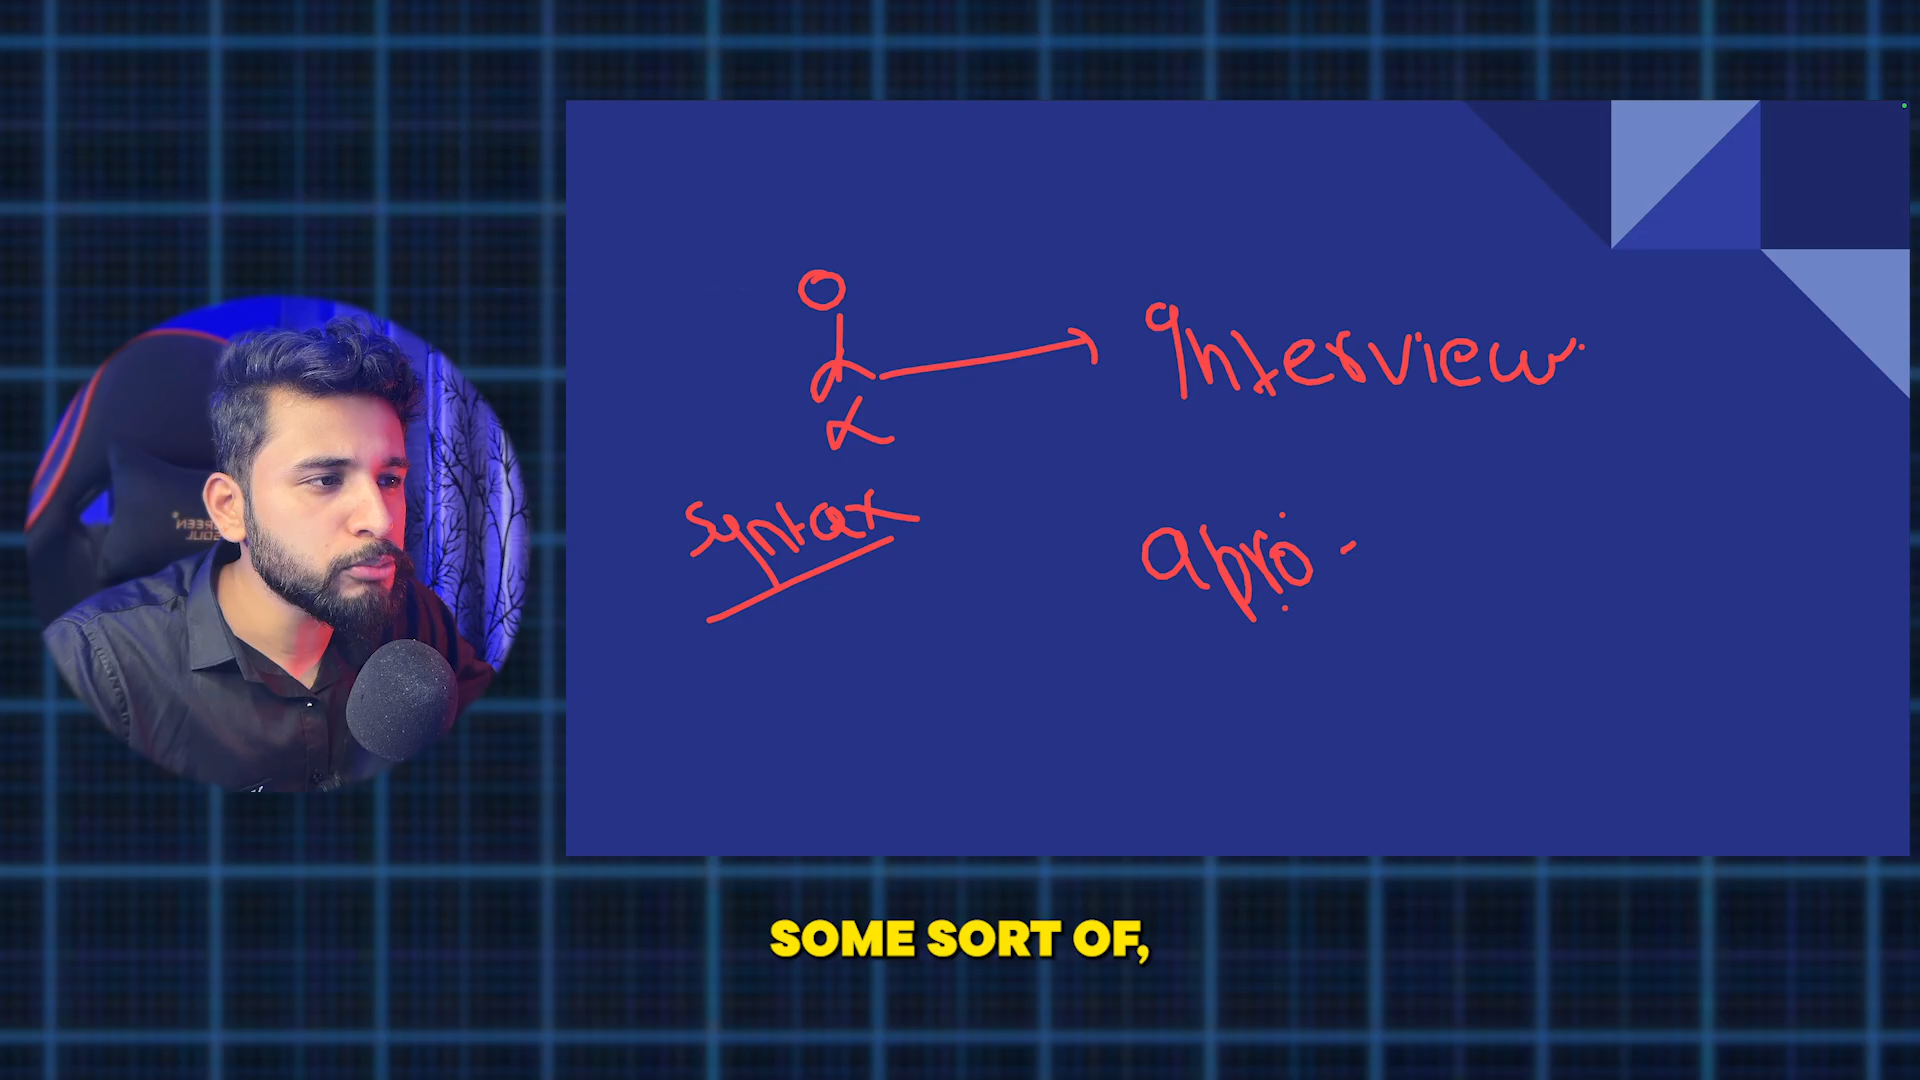 Interview.
Syntax
apro -
SOME SORT OF,